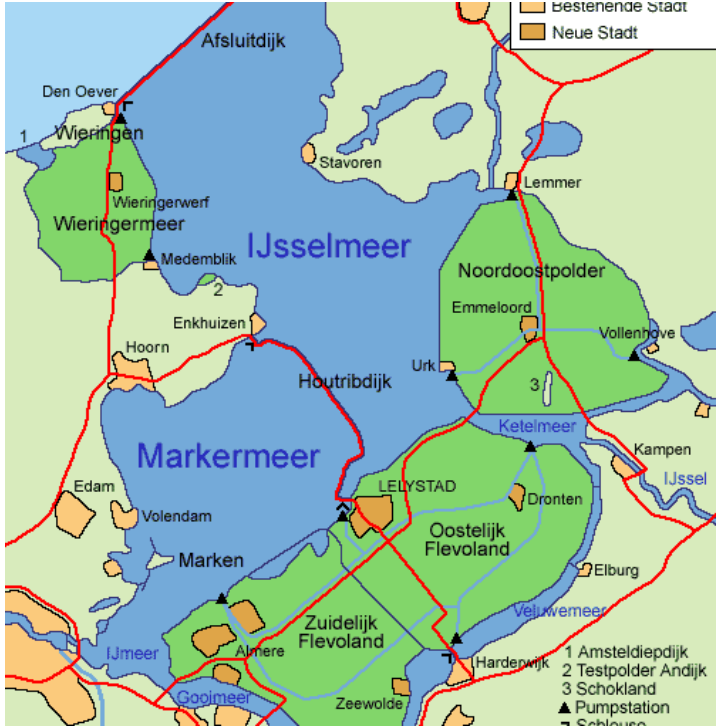 Bestehende Stadt
Neue Stadt
Afsluitdijk
Den Oever
1
Wieringen
Stavoren
Lemmer
Wieringerwerf
Wieringermeer
IJsselmeer
Medemblik
2
Noordoostpolder
Emmeloord
Enkhuizen
Vollenhove
Hoorn
Urk
Houtribdijk
3
Ketelmeer
Markermeer
Kampen
IJssel
Edam
LELYSTAD
Dronten
Volendam
Oostelijk
Flevoland
Marken
Elburg
Veluwemeer
Zuidelijk
Flevoland
IJmeer
Almere
Harderwijk
Gooimeer
Zeewolde
1 Amsteldiepdijk
2 Testpolder Andijk
3 Schokland
Pumpstation
Schleuse